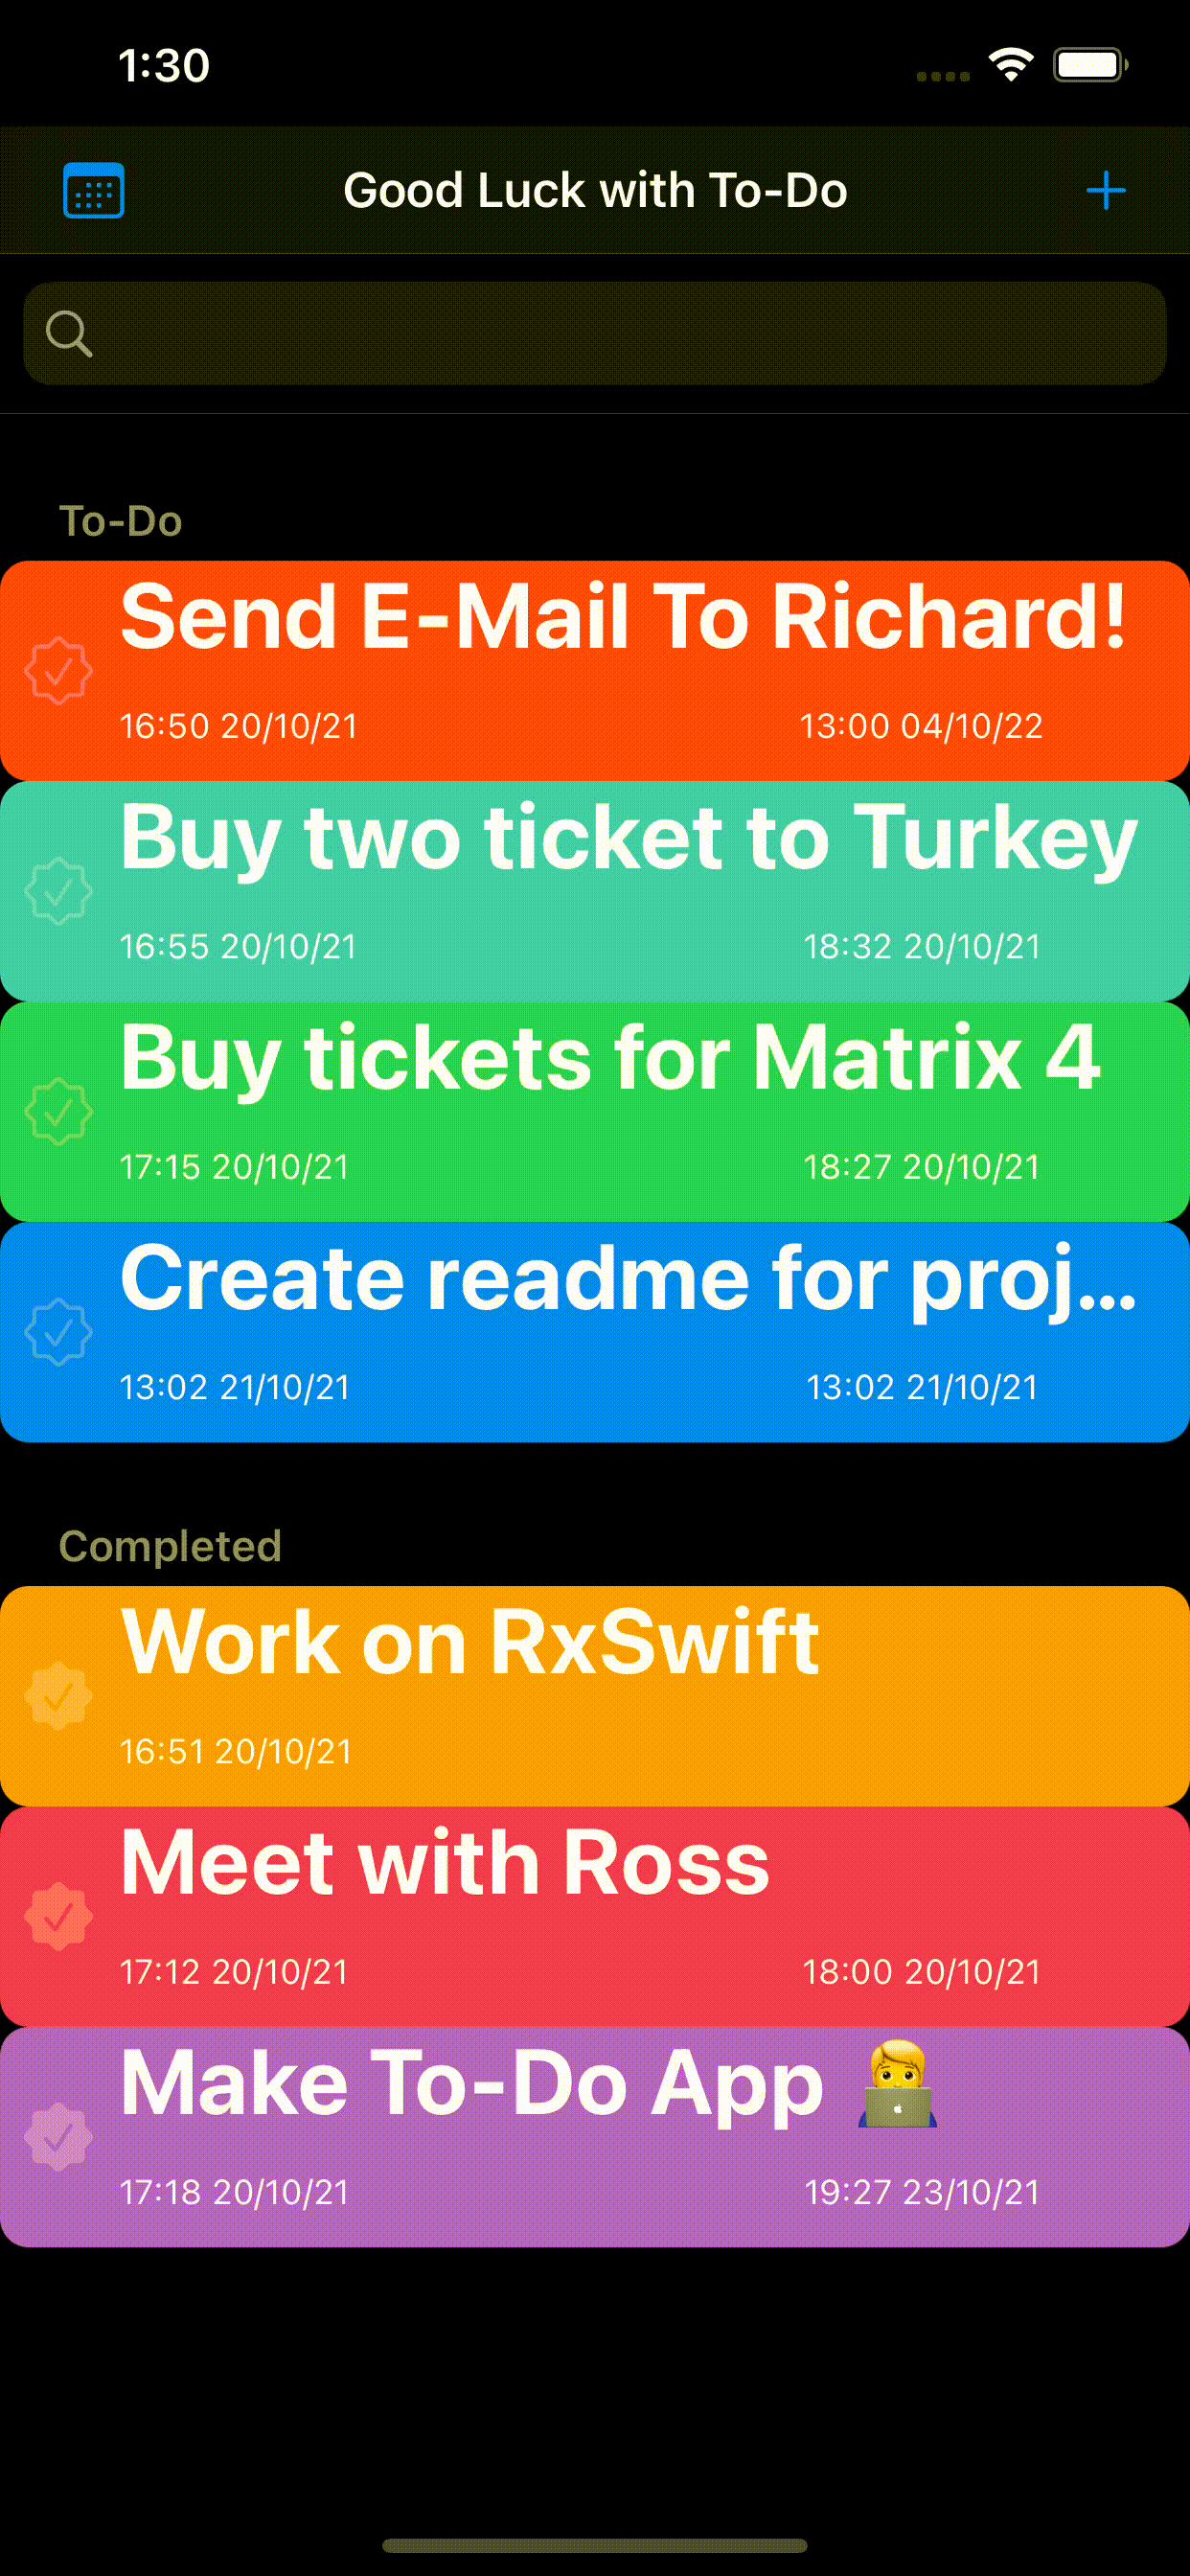 1:30
Good Luck with To-Do
To-Do
Send E-Mail To Richard!
16:50 20/10/21 13:00 04/10/22
Buy two ticket to Turkey
16:55 20/10/21 18:32 20/10/21
Buy tickets for Matrix 4
17:15 20/10/21 18:27 20/10/21
Create readme for proj...
13:02 21/10/21 13:02 21/10/21
Completed
Work on RxSwift
16:51 20/10/21
Meet with Ross
17:12 20/10/21 18:00 20/10/21
Make To-Do App 👨‍💻
17:18 20/10/21 19:27 23/10/21